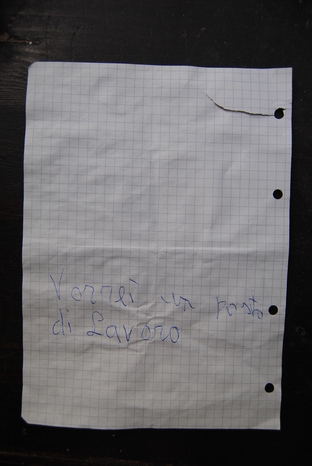 Vorrei un posto
di Lavoro